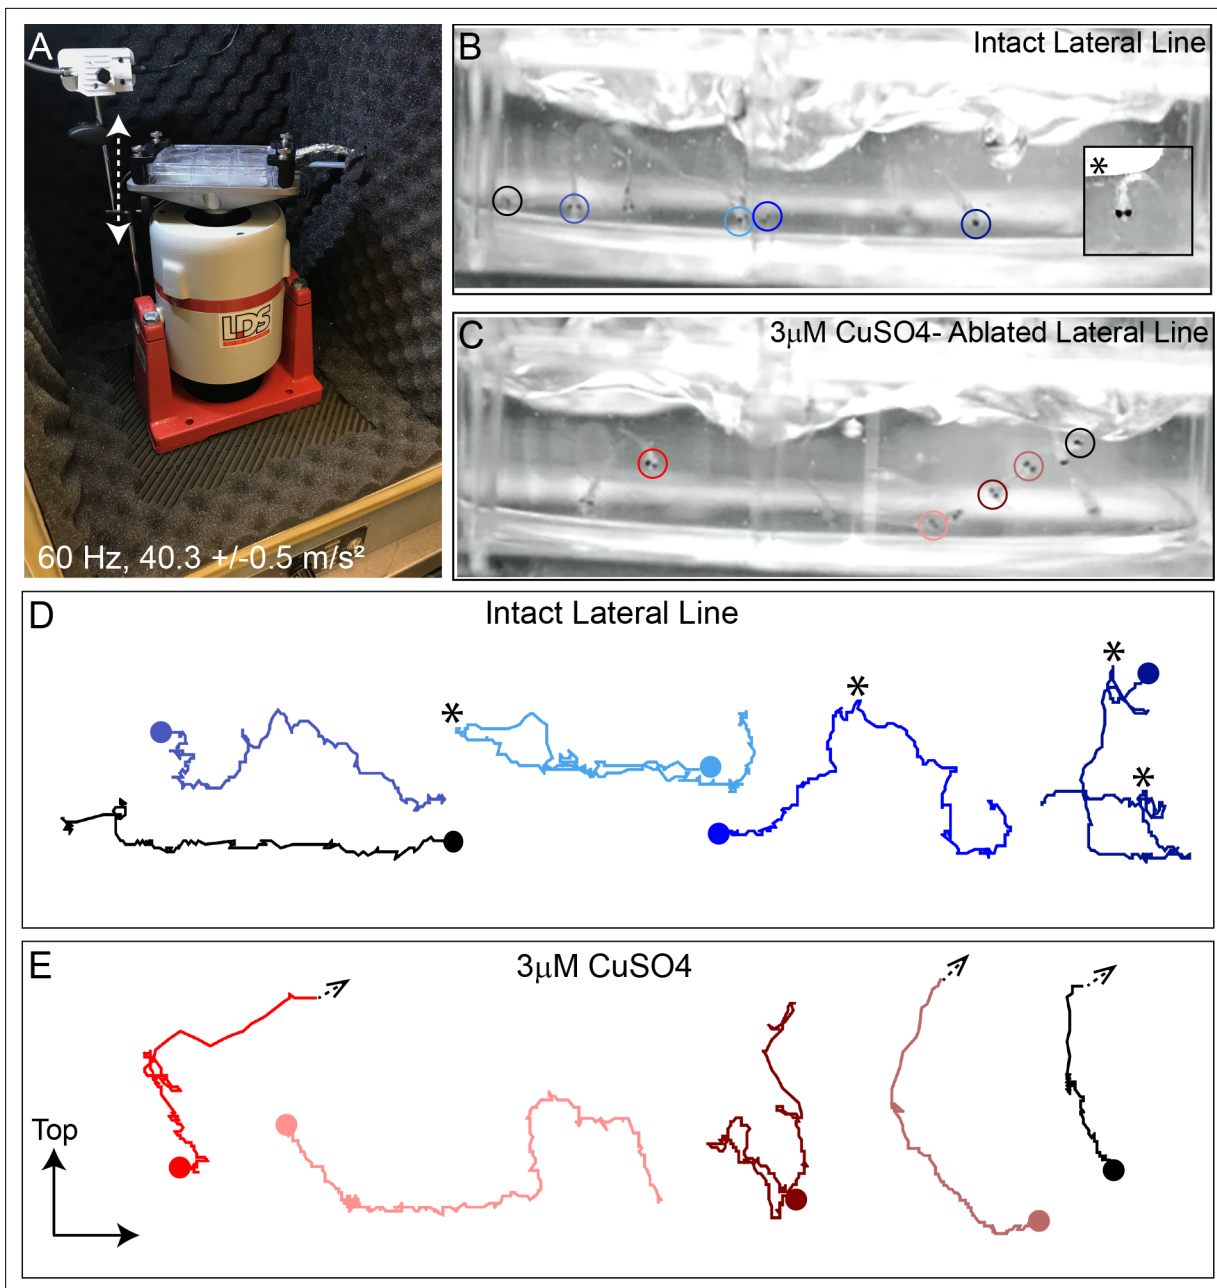 A
LDS
60 Hz, 40.3 +/-0.5 m/s²
B
Intact Lateral Line
*
C
3μM CuSO4- Ablated Lateral Line
D
Intact Lateral Line
*
*
*
*
E
3μM CuSO4
Top